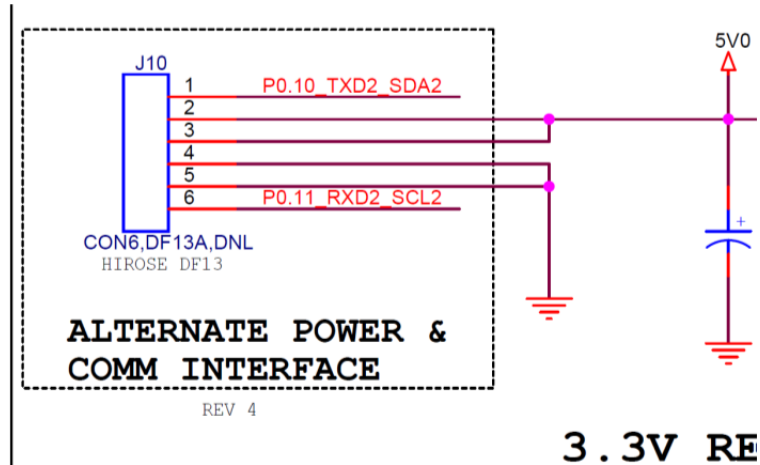 J10
1
P0.10_TXD2_SDA2
2
3
4
5
6
P0.11_RXD2_SCL2
CON6,DF13A,DNL
HIROSE DF13
ALTERNATE POWER &
COMM INTERFACE
REV 4
5V0
+
3.3V RE